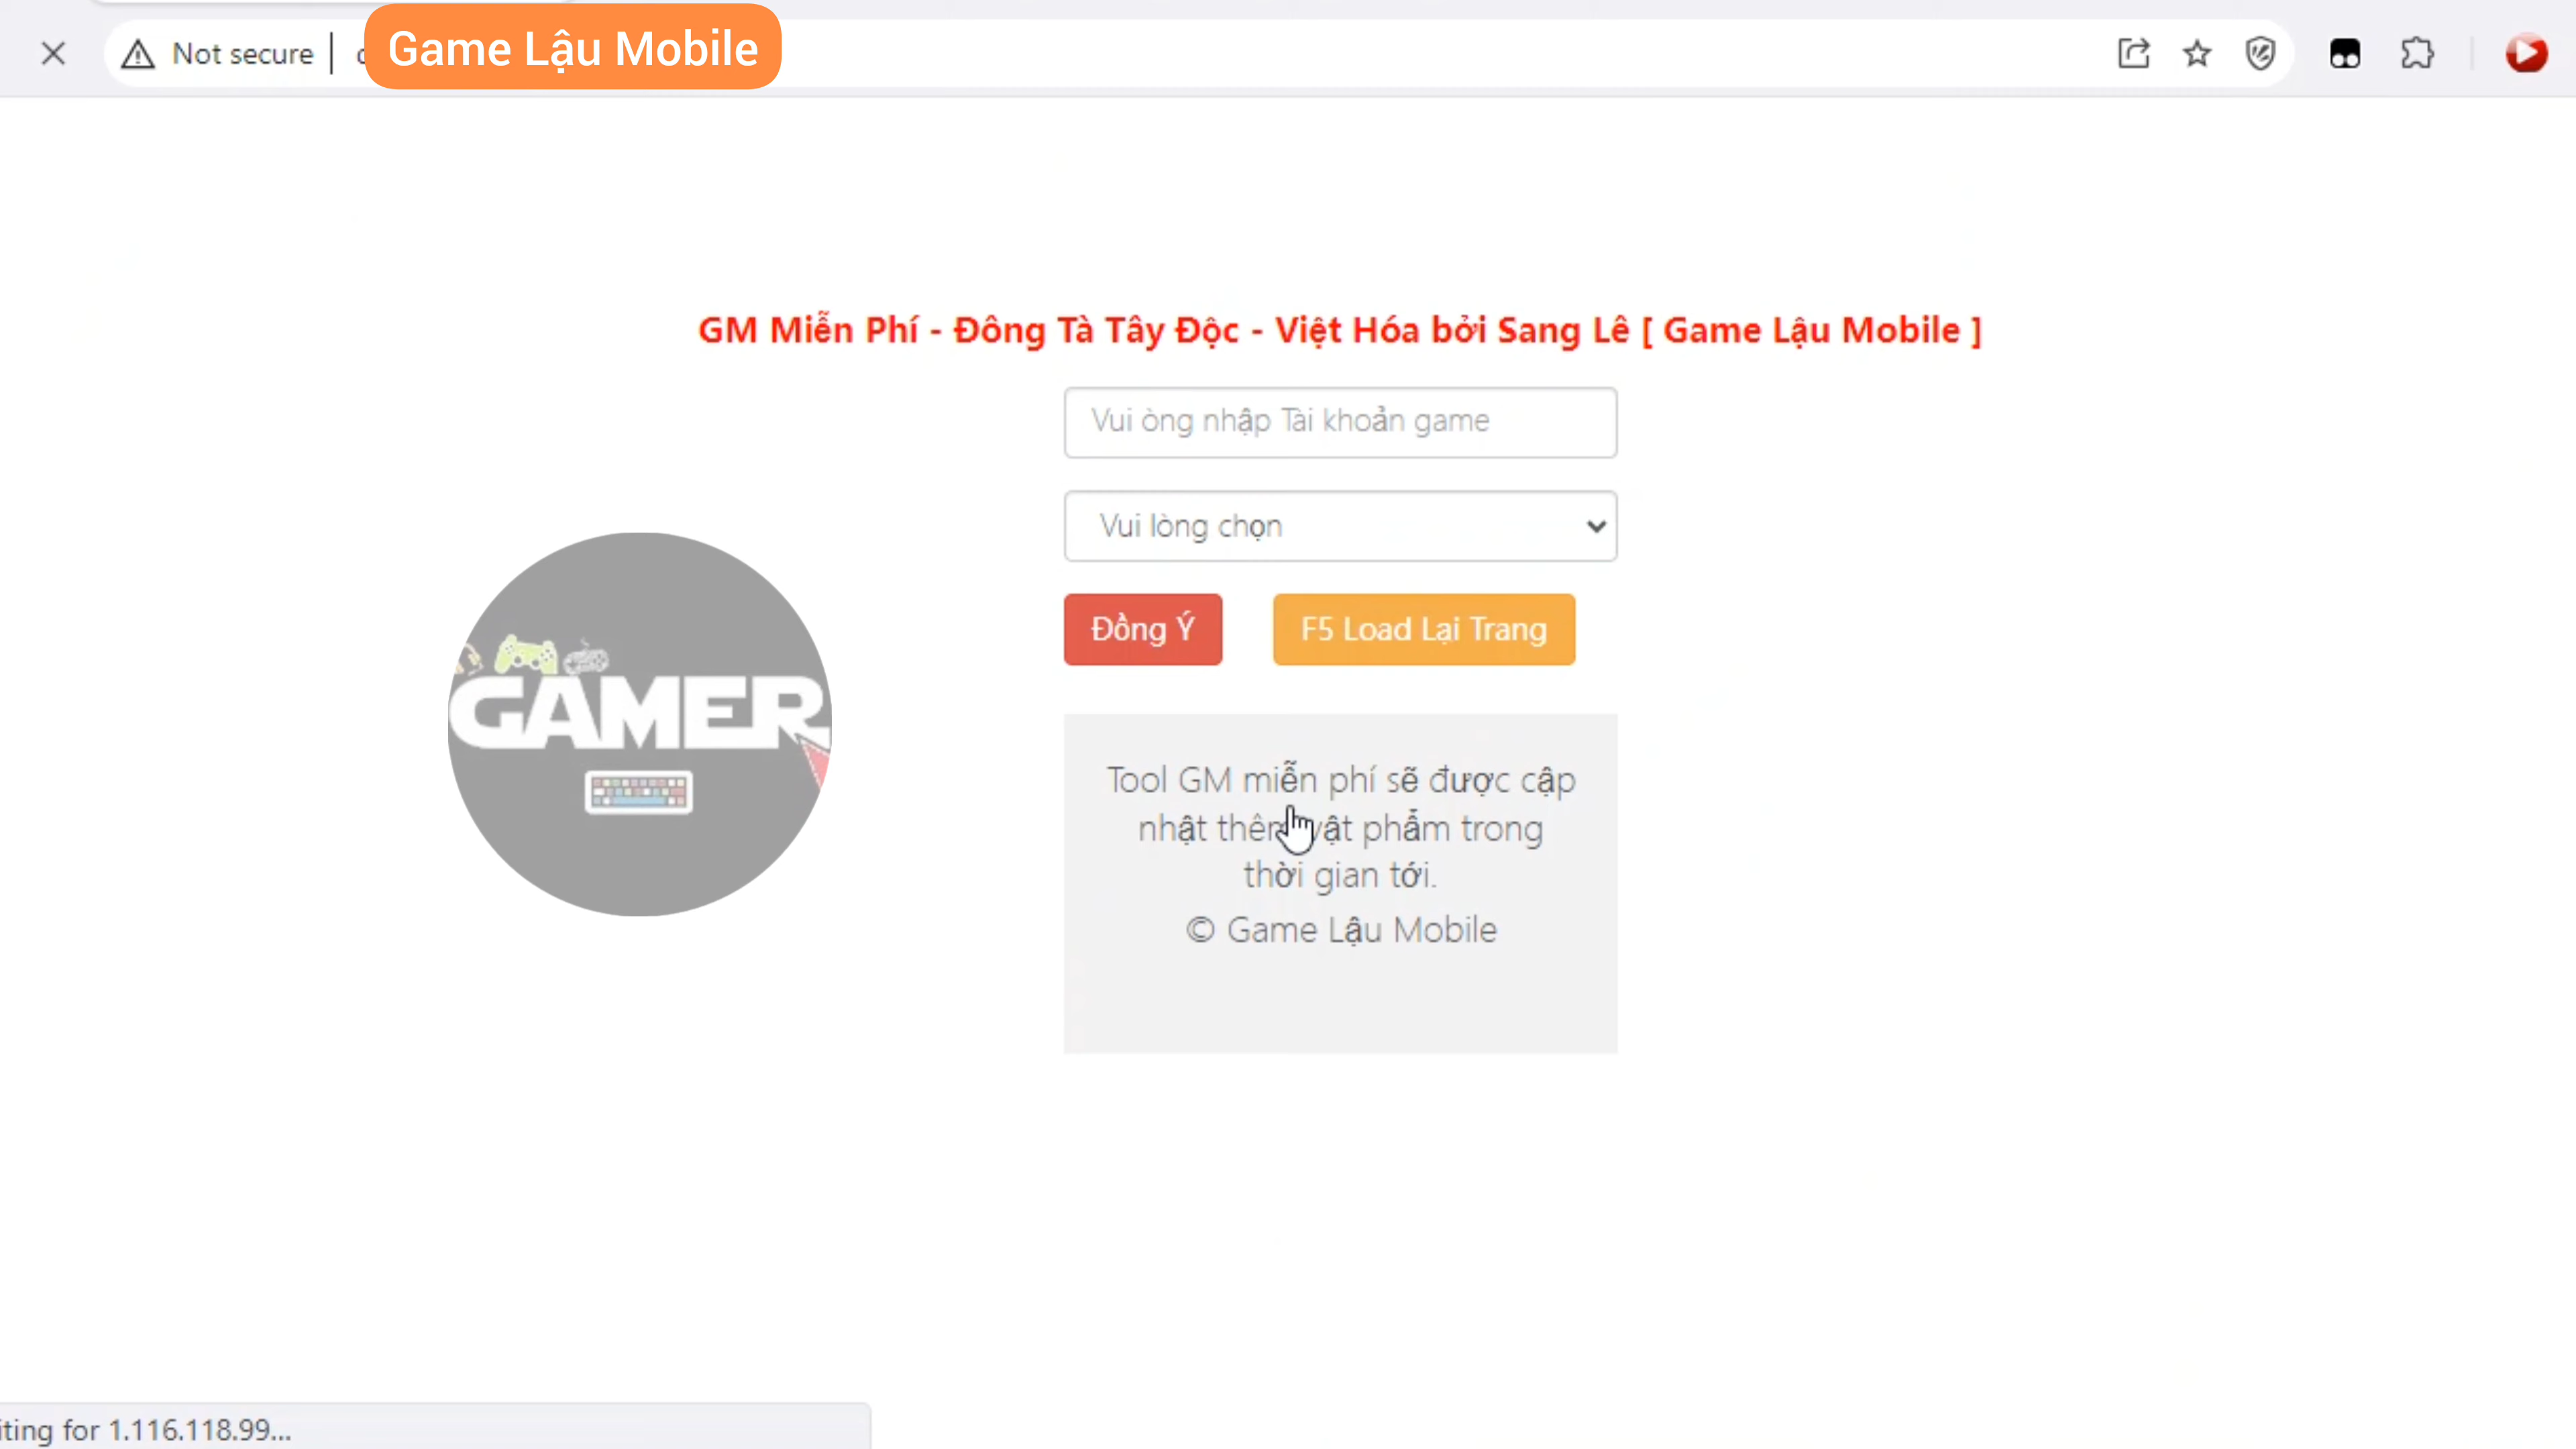 Not secure
Game Lậu Mobile
GM Miễn Phí - Đông Tà Tây Độc - Việt Hóa bởi Sang Lê [ Game Lậu Mobile ]
Vui òng nhập Tài khoản game
Vui lòng chọn
Đồng Ý
F5 Load Lại Trang
GAMER
Tool GM miễn phí sẽ được cập
nhật thêm vật phẩm trong
thời gian tới.
© Game Lậu Mobile
iting for 1.116.118.99...